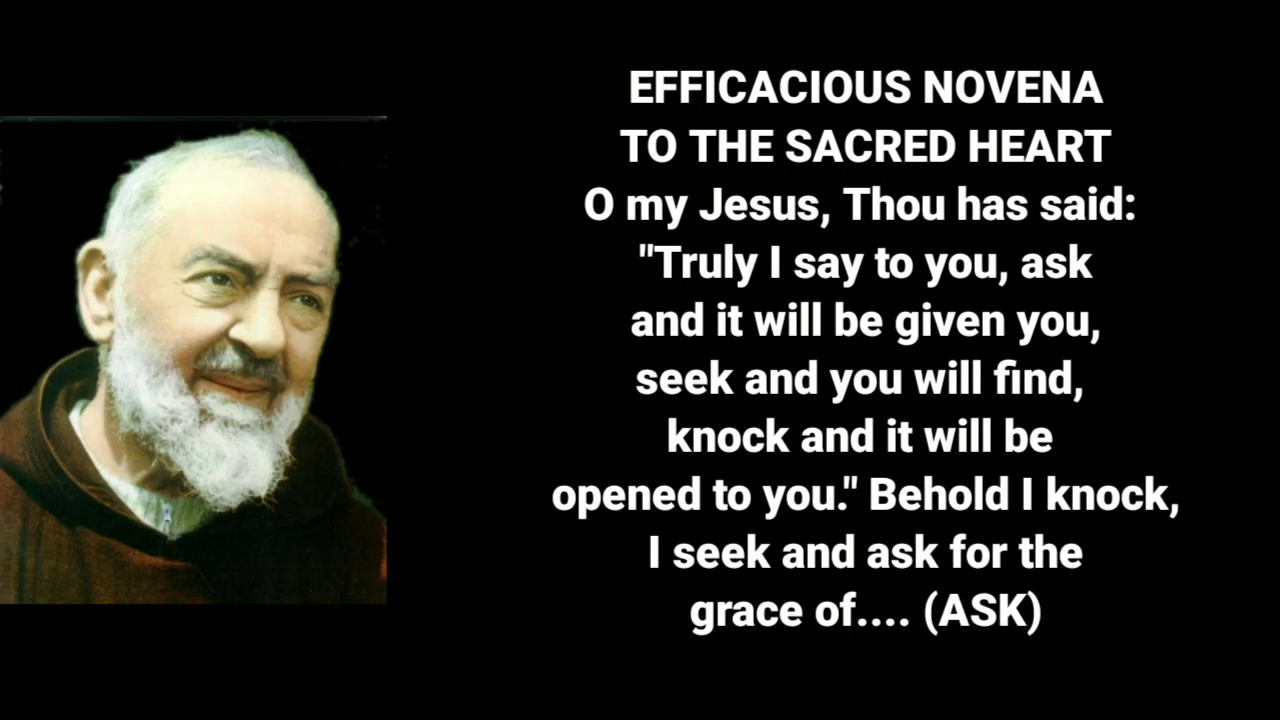 EFFICACIOUS NOVENA
TO THE SACRED HEART
O my Jesus, Thou has said:
"Truly I say to you, ask
and it will be given you,
seek and you will find,
knock and it will be
opened to you." Behold I knock,
I seek and ask for the
grace of.... (ASK)